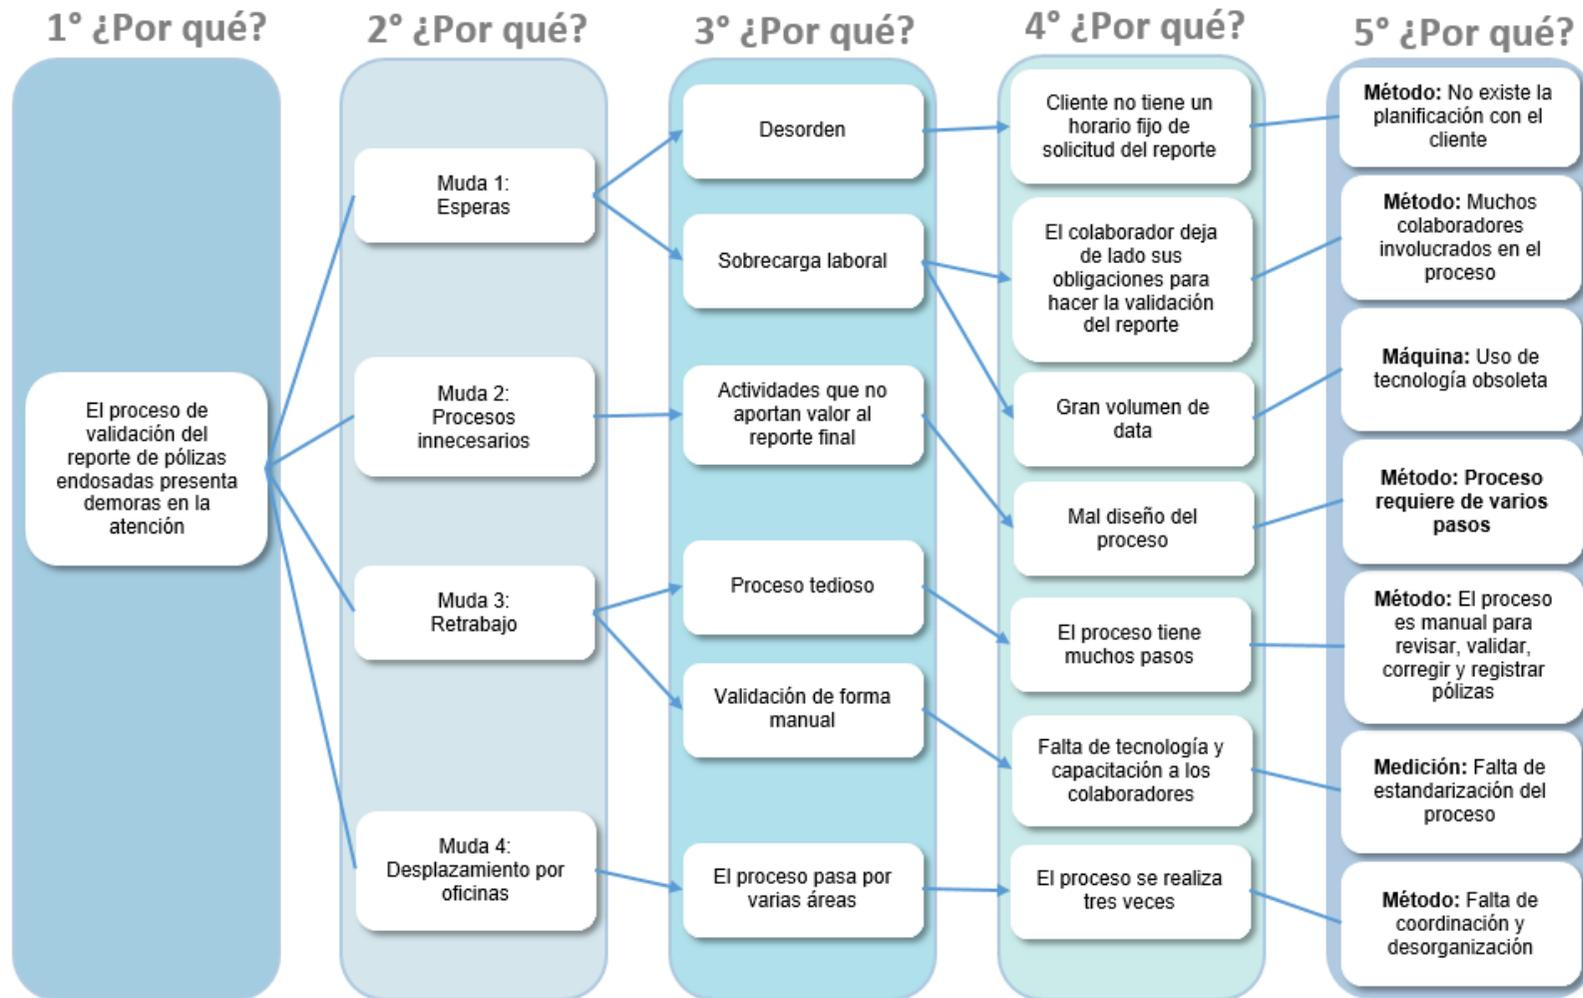 1° ¿Por qué?
2° ¿Por qué?
3° ¿Por qué?
4° ¿Por qué?
5° ¿Por qué?
El proceso de
validación del
reporte de pólizas
endosadas presenta
demoras en la
atención
Muda 1:
Esperas
Muda 2:
Procesos
innecesarios
Muda 3:
Retrabajo
Muda 4:
Desplazamiento por
oficinas
Desorden
Sobrecarga laboral
Actividades que no
aportan valor al
reporte final
Proceso tedioso
Validación de forma
manual
El proceso pasa por
varias áreas
Cliente no tiene un
horario fijo de
solicitud del reporte
El colaborador deja
de lado sus
obligaciones para
hacer la validación
del reporte
Gran volumen de
data
Mal diseño del
proceso
El proceso tiene
muchos pasos
Falta de tecnología y
capacitación a los
colaboradores
El proceso se realiza
tres veces
Método: No existe la
planificación con el
cliente
Método: Muchos
colaboradores
involucrados en el
proceso
Máquina: Uso de
tecnología obsoleta
Método: Proceso
requiere de varios
pasos
Método: El proceso
es manual para
revisar, validar,
corregir y registrar
pólizas
Medición: Falta de
estandarización del
proceso
Método: Falta de
coordinación y
desorganización